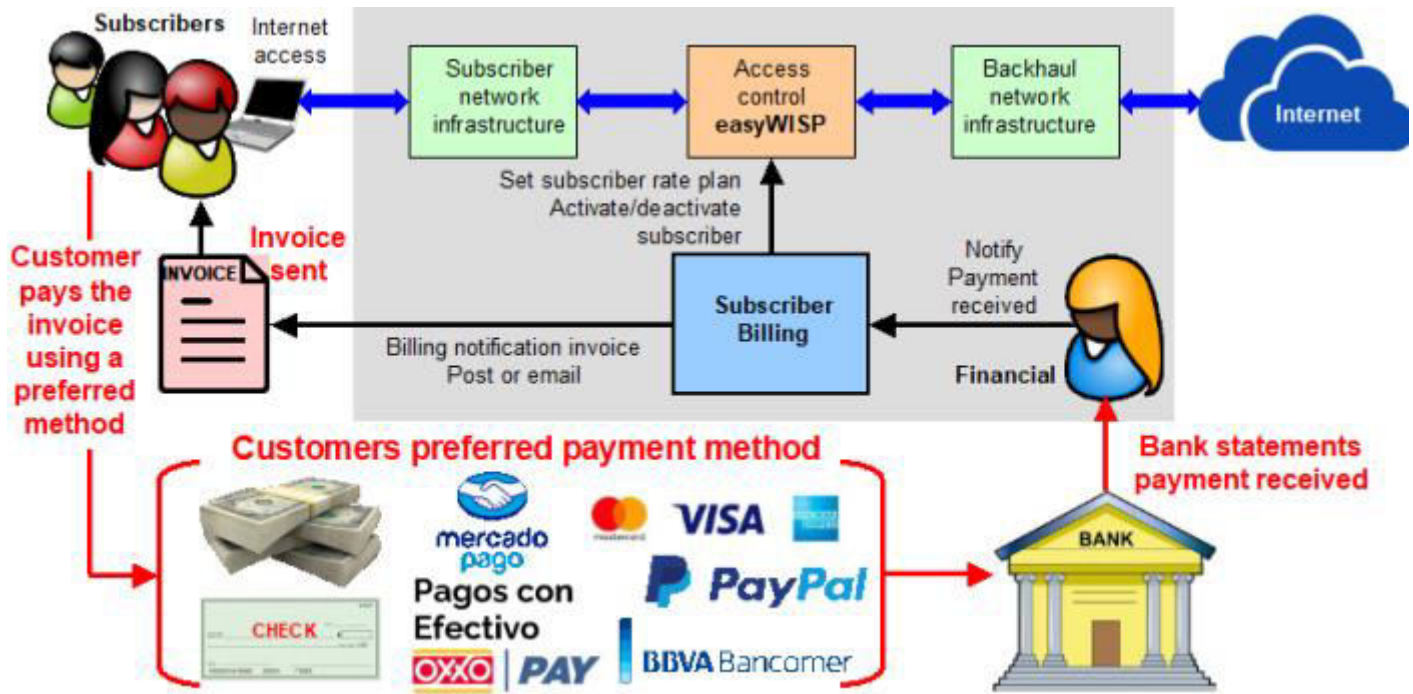 Subscribers
Internet
access
Subscriber
network
infrastructure
Access
control
easyWISP
Backhaul
network
infrastructure
Internet
Set subscriber rate plan
Activate/deactivate
subscriber
Invoice
sent
INVOICE
Customer
pays the
invoice
using a
preferred
method
Subscriber
Billing
Notify
Payment
received
Billing notification invoice
Post or email
Financial
Customers preferred payment method
Bank statements
payment received
mercado
pago
mastercard
VISA
AMERICAN
EXPRESS
BANK
Pagos con
Efectivo
PayPal
CHECK
OXXO PAY
BBVA Bancomer